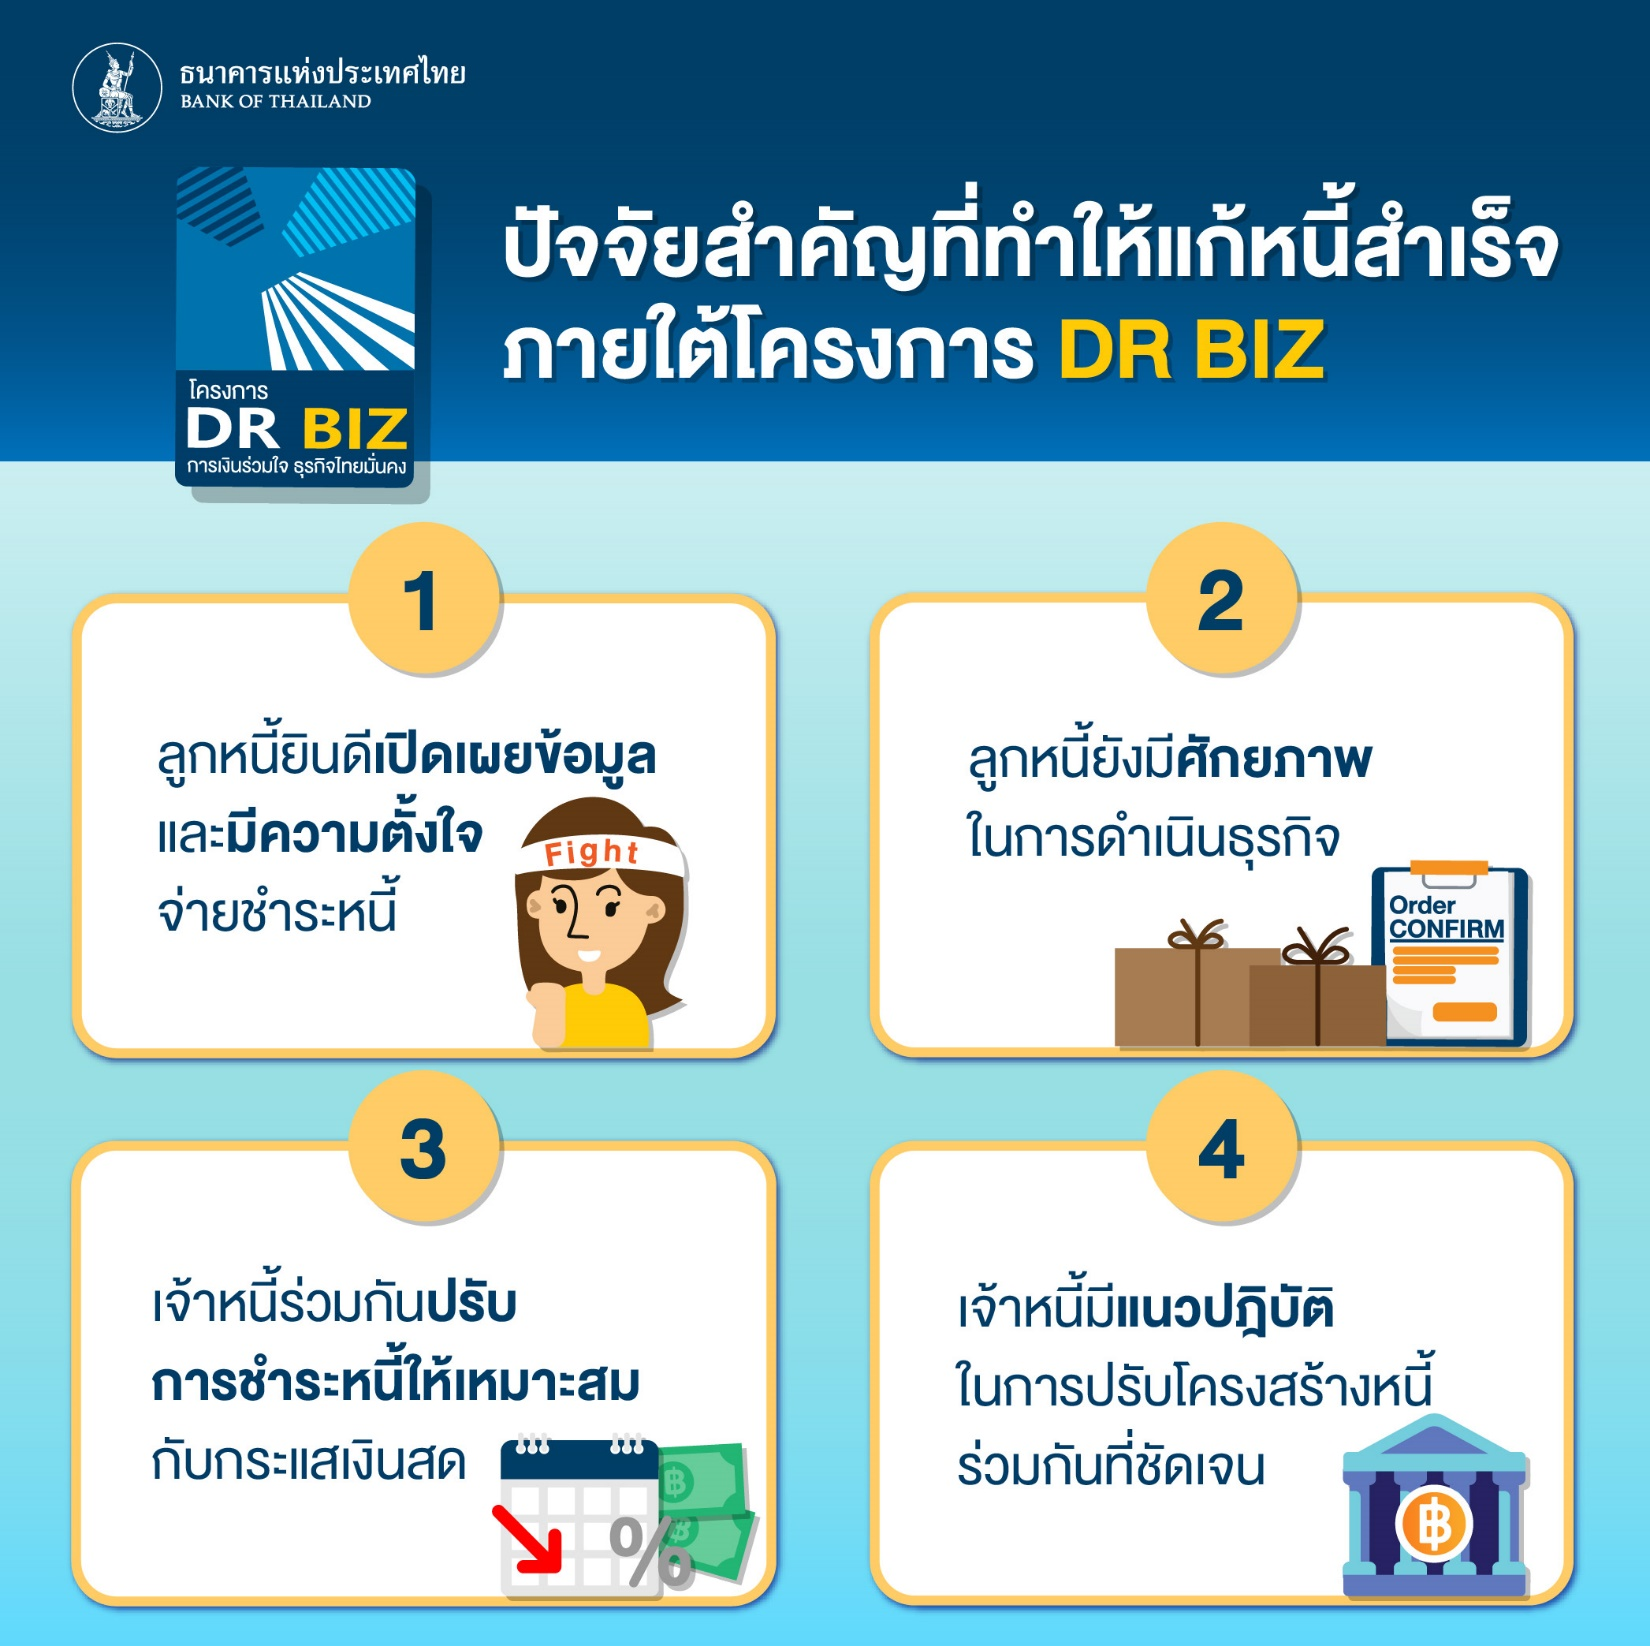 ธนาคารแห่งประเทศไทย
BANK OF THAILAND
ปัจจัยสำคัญที่ทำให้แก้หนี้สำเร็จ
ภายใต้โครงการ DR BIZ
โครงการ
DR BIZ
การเงินร่วมใจ ธุรกิจไทยมั่นคง
1
ลูกหนี้ยินดีเปิดเผยข้อมูล
และมีความตั้งใจ
จ่ายชำระหนี้
Fight
2
ลูกหนี้ยังมีศักยภาพ
ในการดำเนินธุรกิจ
Order
CONFIRM
3
เจ้าหนี้ร่วมกันปรับ
การชำระหนี้ให้เหมาะสม
กับกระแสเงินสด
%
4
เจ้าหนี้มีแนวปฏิบัติ
ในการปรับโครงสร้างหนี้
ร่วมกันที่ชัดเจน